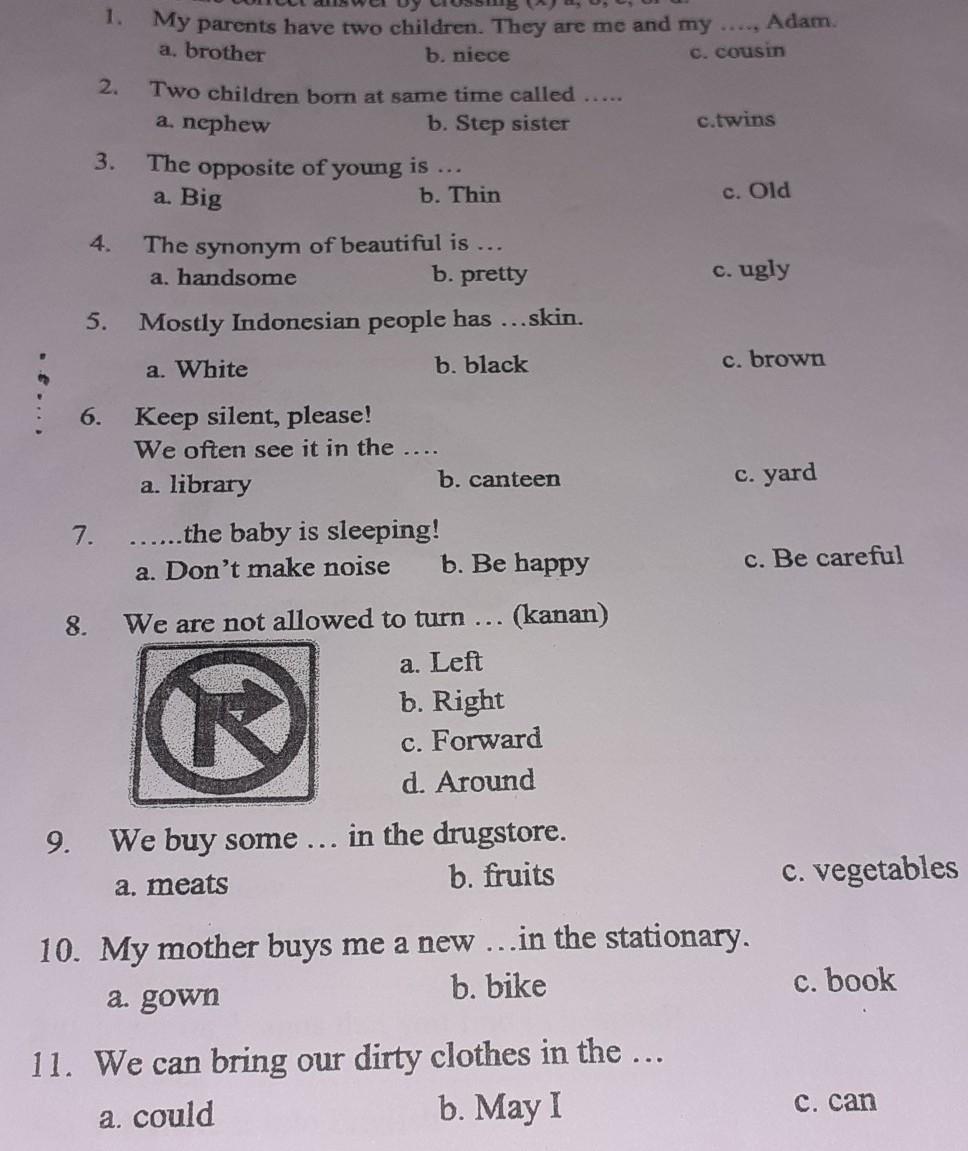 correct answer by crossing (x) a, b, c, or d.
1. My parents have two children. They are me and my ...., Adam.
a. brother b. niece c. cousin
2. Two children born at same time called .....
a. nephew b. Step sister c.twins
3. The opposite of young is ...
a. Big b. Thin c. Old
4. The synonym of beautiful is ...
a. handsome b. pretty c. ugly
5. Mostly Indonesian people has ...skin.
a. White b. black c. brown
6. Keep silent, please!
We often see it in the ....
a. library b. canteen c. yard
7. ......the baby is sleeping!
a. Don't make noise b. Be happy c. Be careful
8. We are not allowed to turn ... (kanan)
a. Left
b. Right
c. Forward
d. Around
9. We buy some ... in the drugstore.
a. meats b. fruits c. vegetables
10. My mother buys me a new ...in the stationary.
a. gown b. bike c. book
11. We can bring our dirty clothes in the ...
a. could b. May I c. can